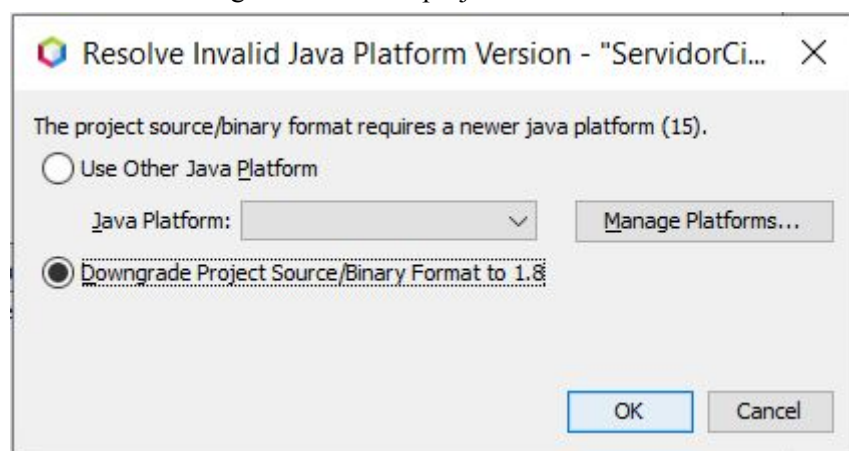 Resolve Invalid Java Platform Version - "ServidorCi...
The project source/binary format requires a newer java platform (15).
Use Other Java Platform
Java Platform:
Manage Platforms...
Downgrade Project Source/Binary Format to 1.8
OK
Cancel